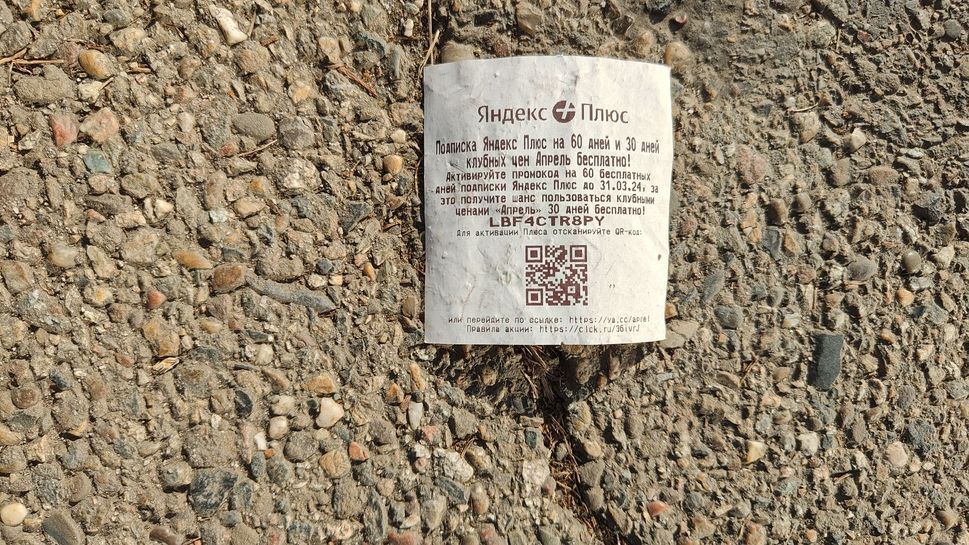 Яндекс Плюс
Подписка Яндекс Плюс на 60 дней и 30 дней
клубных цен Апрель бесплатно!
Активируйте промокод на 60 бесплатных
дней подписки Яндекс Плюс до 31.03.24, за
это получите шанс пользоваться клубными
ценами «Апрель» 30 дней бесплатно!
LBF4CTR8PY
Для активации Плюса отсканируйте QR-код:
или перейдите по ссылке: https://ya.cc/aprel
Правила акции: https://clck.ru/36ivrJ